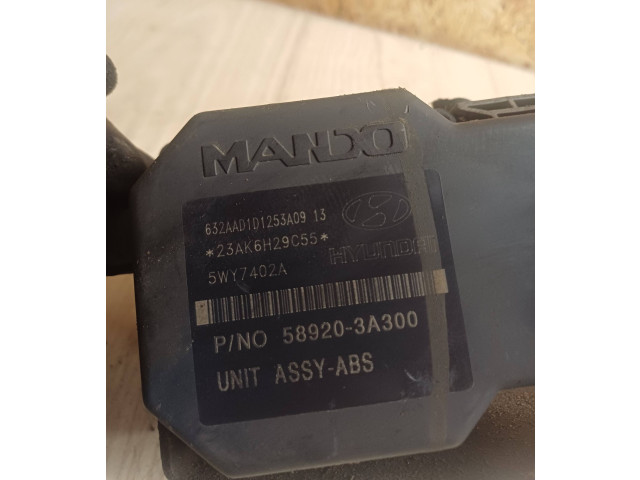 MANDO
632AAD1D1253A09 13
*23AK6H29C55*
HYUNDAI
5WY7402A
P/NO 58920-3A300
UNIT ASSY-ABS